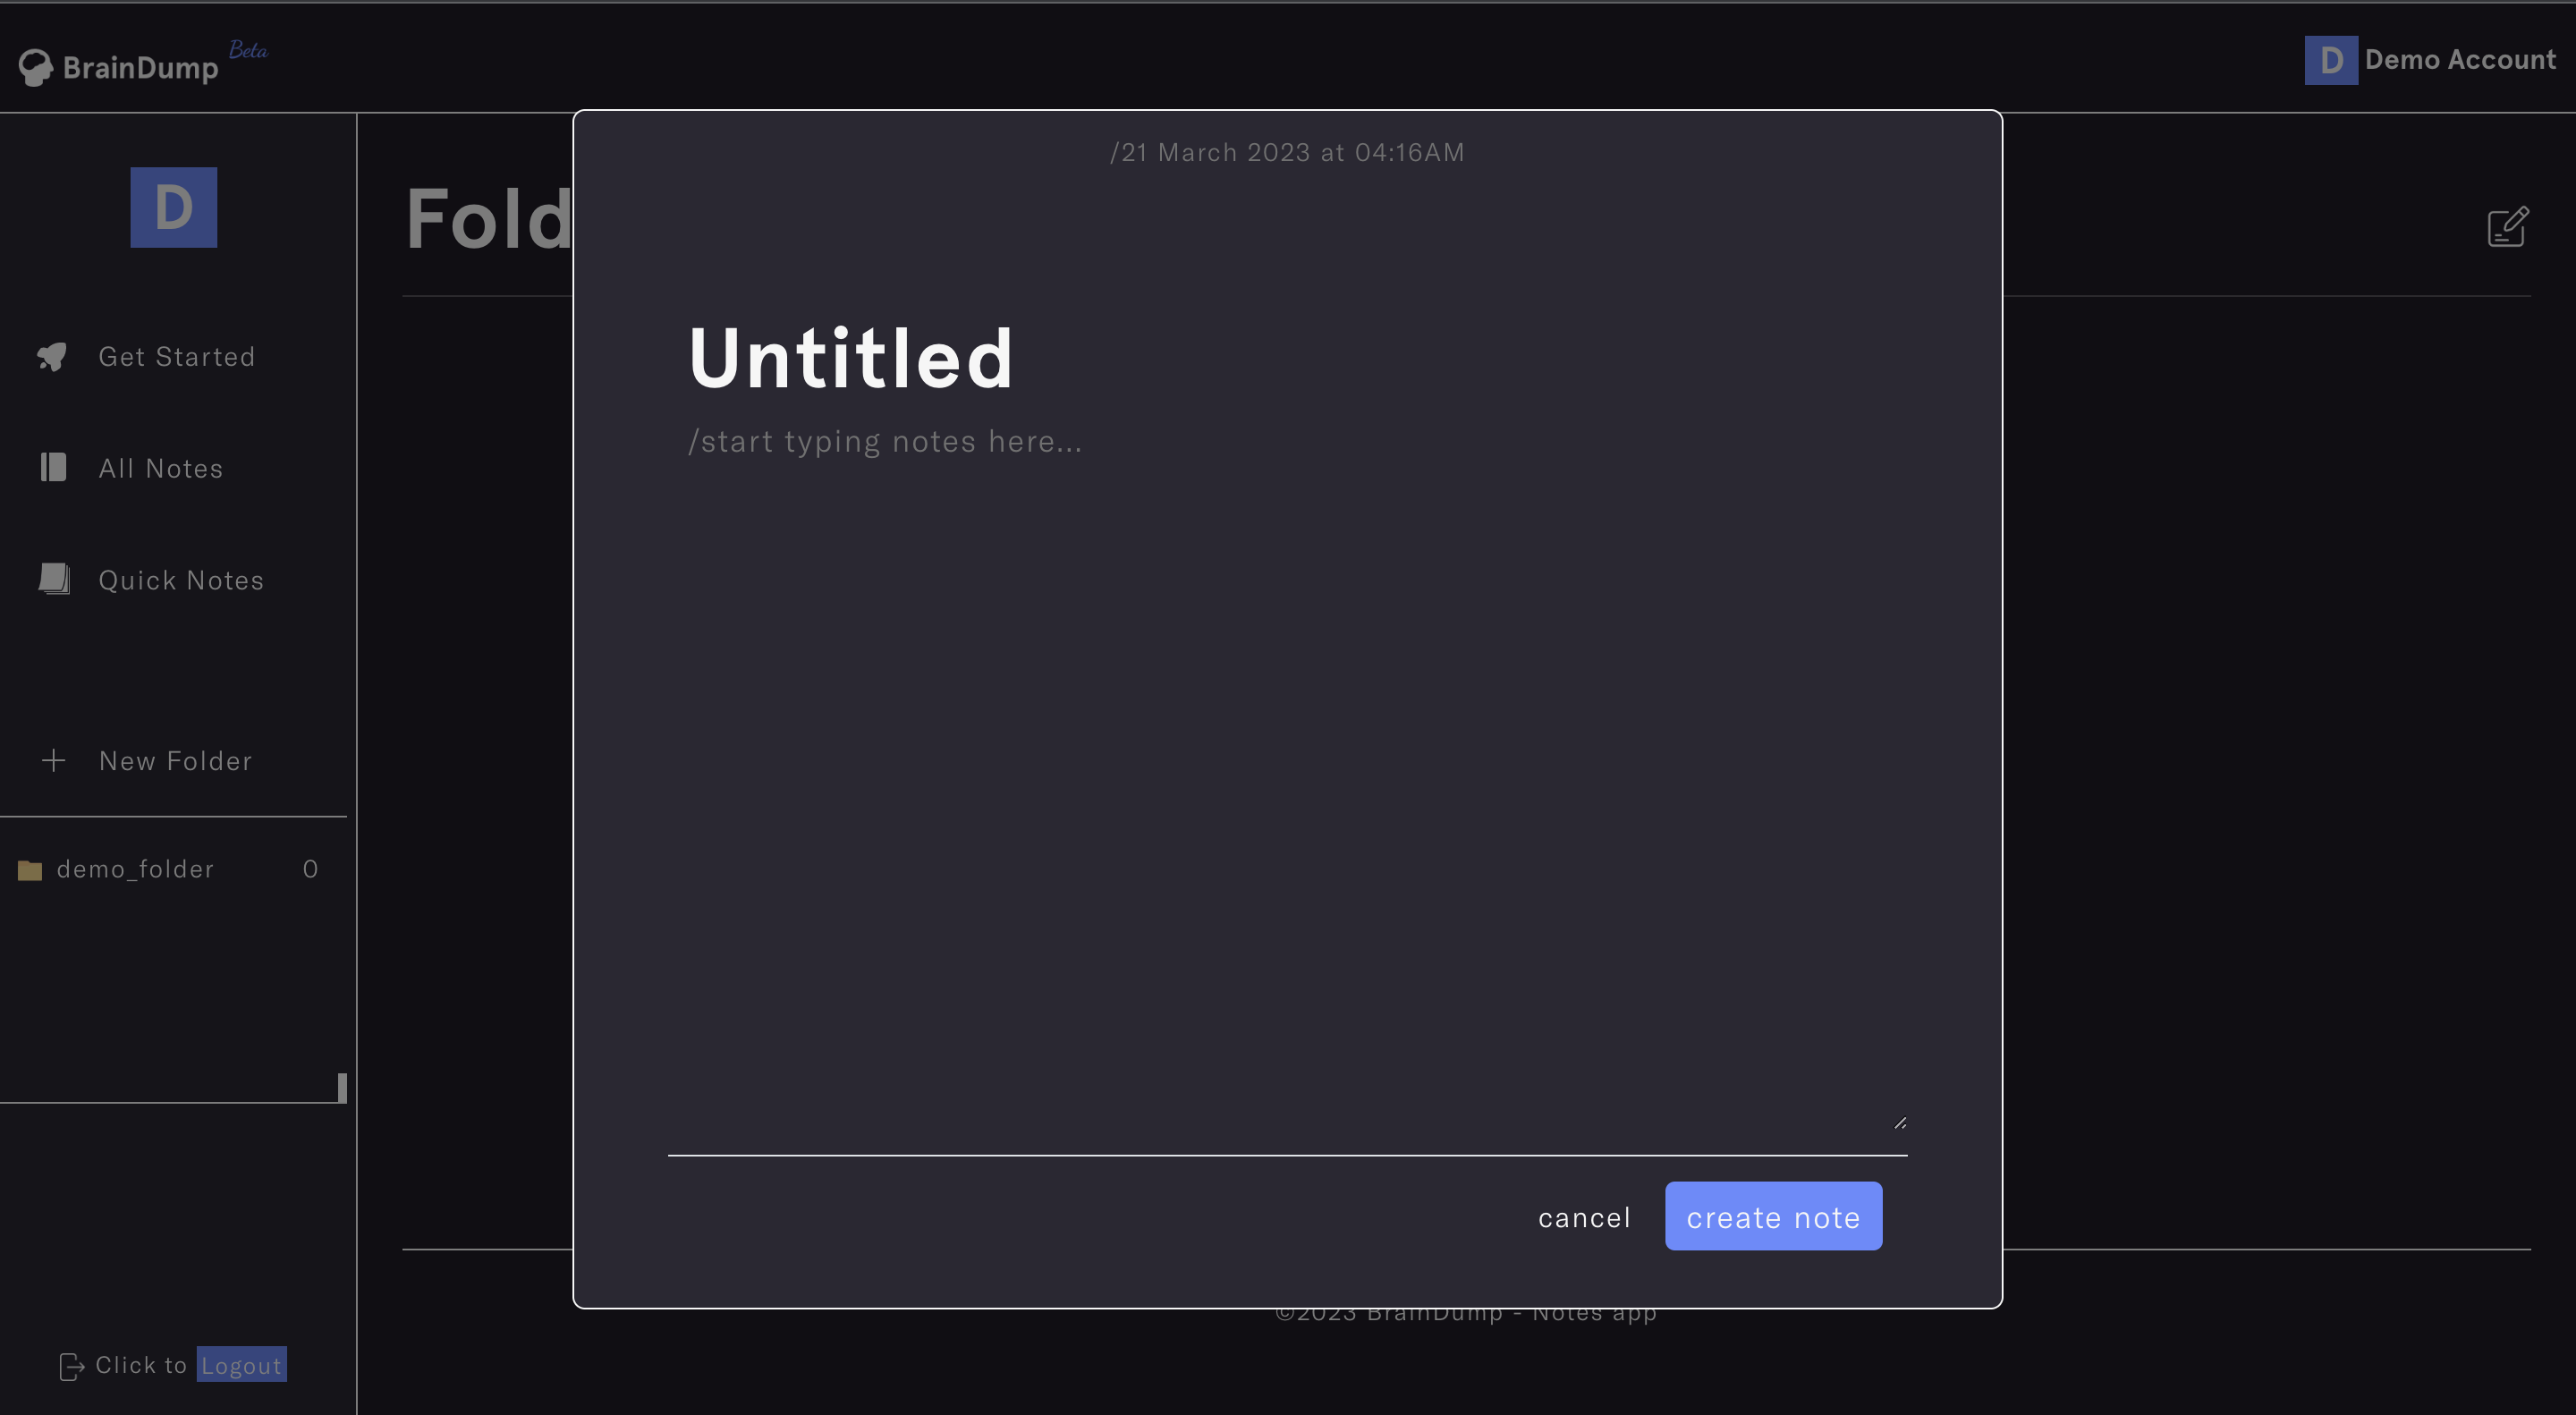 BrainDump Beta
D Demo Account
D
Get Started
All Notes
Quick Notes
New Folder
demo_folder 0
Click to Logout
Fold
/21 March 2023 at 04:16AM
Untitled
/start typing notes here...
cancel create note
©2023 BrainDump - Notes app